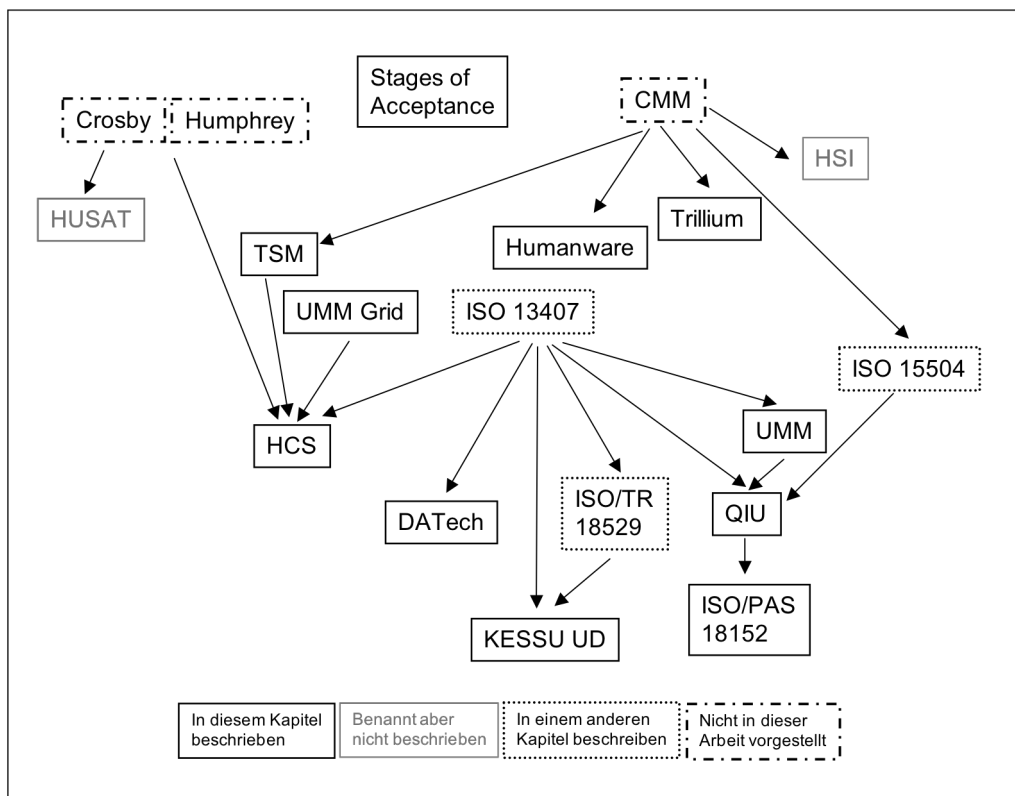 Stages of
Acceptance
CMM
Crosby
Humphrey
HSI
HUSAT
Trillium
TSM
Humanware
UMM Grid
ISO 13407
ISO 15504
HCS
UMM
DATech
ISO/TR
18529
QIU
KESSU UD
ISO/PAS
18152
In diesem Kapitel
beschrieben
Benannt aber
nicht beschrieben
In einem anderen
Kapitel beschreiben
Nicht in dieser
Arbeit vorgestellt